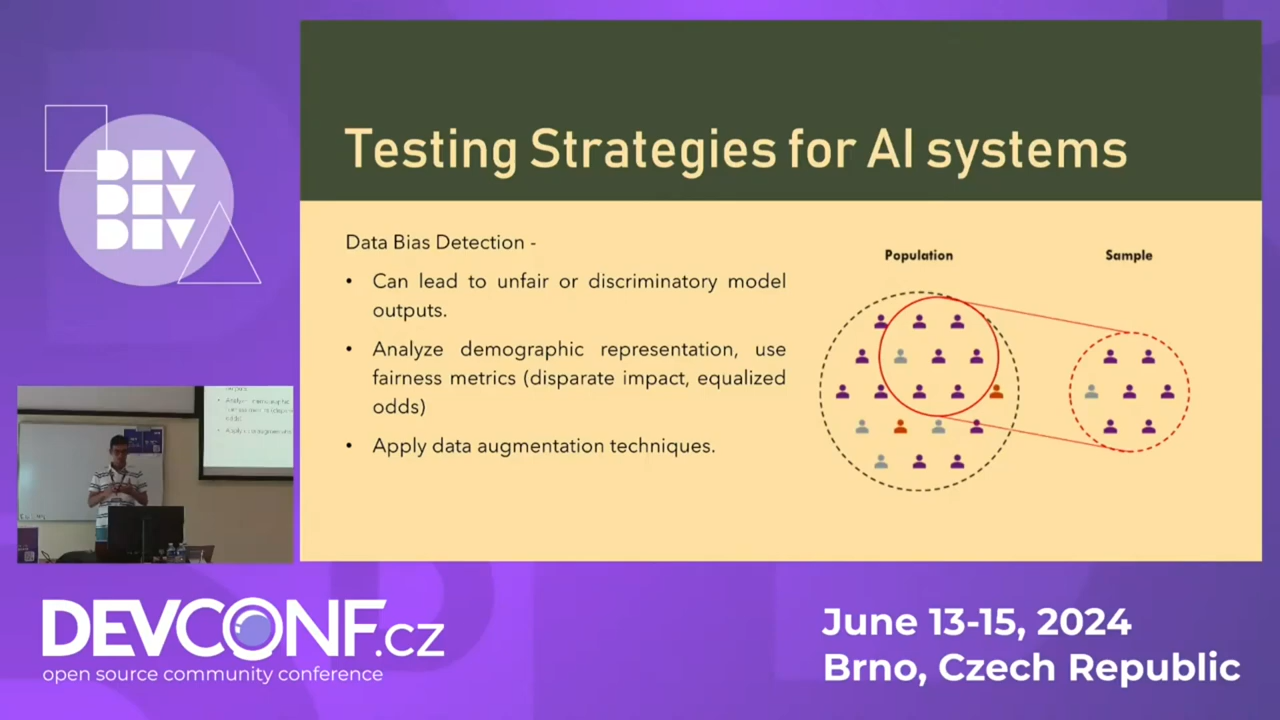 DEV
DEV
DEV
Testing Strategies for AI systems
Data Bias Detection -
• Can lead to unfair or discriminatory model
outputs.
• Analyze demographic representation, use
fairness metrics (disparate impact, equalized
odds)
• Apply data augmentation techniques.
Population
Sample
DEVCONF.cz
open source community conference
June 13-15, 2024
Brno, Czech Republic